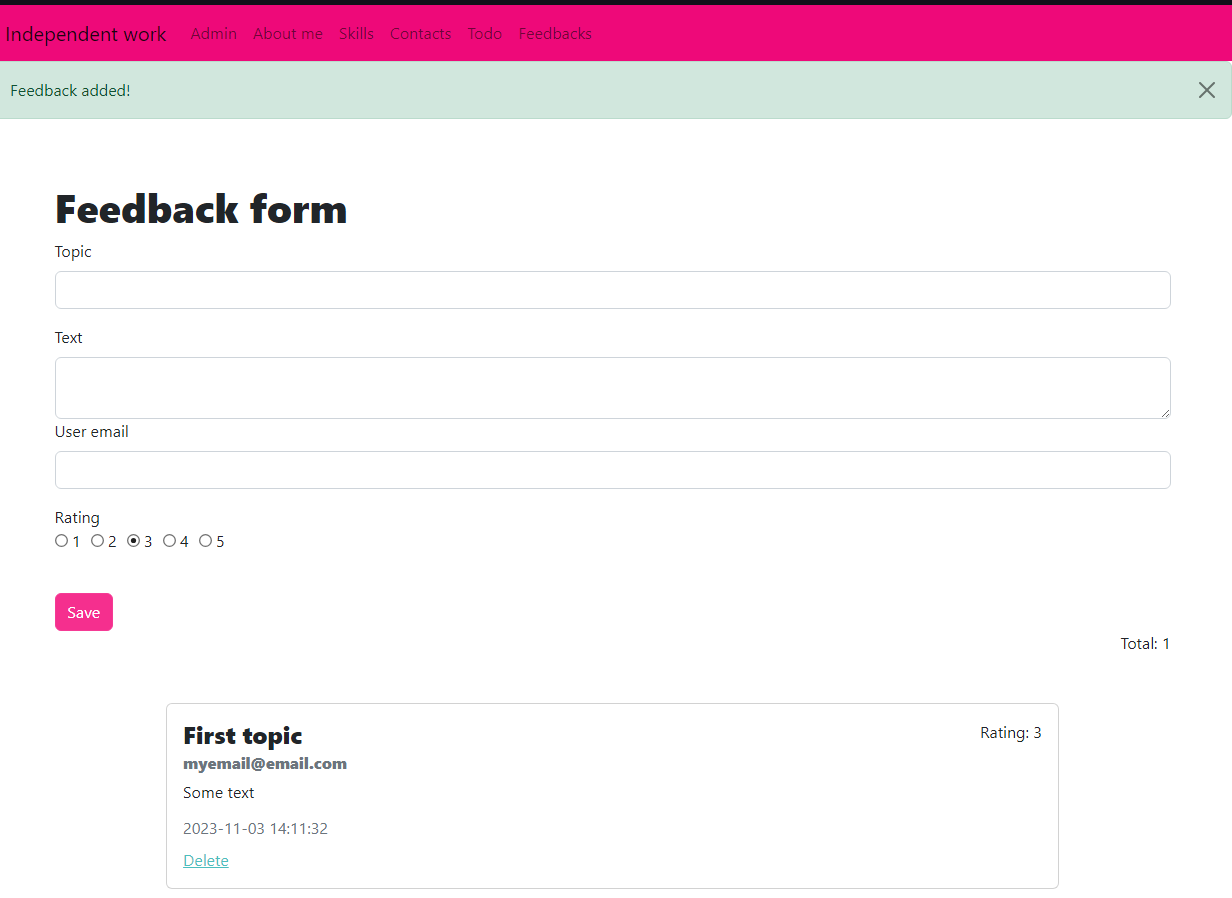 Independent work Admin About me Skills Contacts Todo Feedbacks
Feedback added!
Feedback form
Topic
Text
User email
Rating
1 2 3 4 5
Save
Total: 1
First topic Rating: 3
myemail@email.com
Some text
2023-11-03 14:11:32
Delete